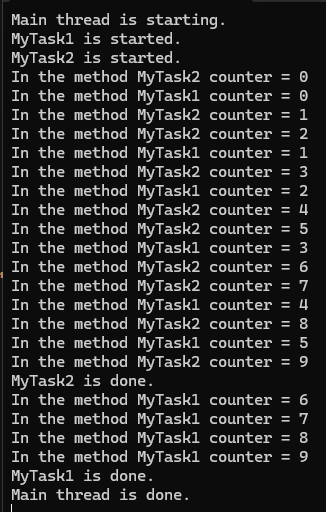 Main thread is starting.
MyTask1 is started.
MyTask2 is started.
In the method MyTask2 counter = 0
In the method MyTask1 counter = 0
In the method MyTask2 counter = 1
In the method MyTask2 counter = 2
In the method MyTask1 counter = 1
In the method MyTask2 counter = 3
In the method MyTask1 counter = 2
In the method MyTask2 counter = 4
In the method MyTask2 counter = 5
In the method MyTask1 counter = 3
In the method MyTask2 counter = 6
In the method MyTask2 counter = 7
In the method MyTask1 counter = 4
In the method MyTask2 counter = 8
In the method MyTask1 counter = 5
In the method MyTask2 counter = 9
MyTask2 is done.
In the method MyTask1 counter = 6
In the method MyTask1 counter = 7
In the method MyTask1 counter = 8
In the method MyTask1 counter = 9
MyTask1 is done.
Main thread is done.